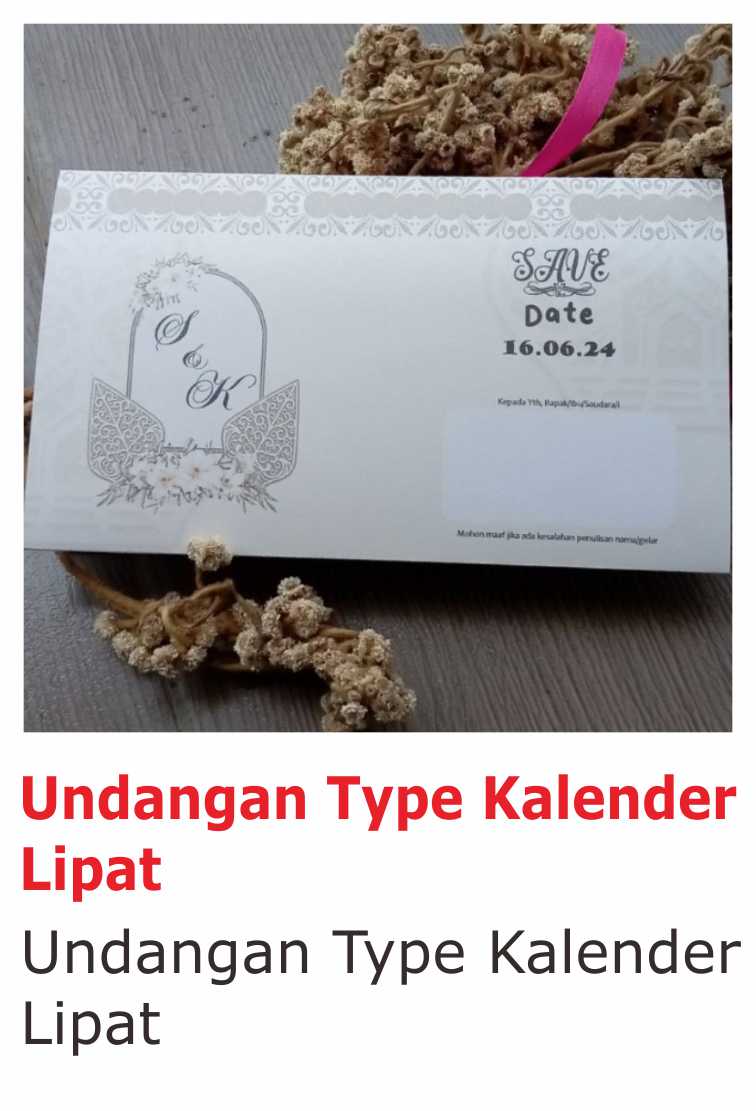 S
&
K
SAVE
Date
16.06.24
Kepada Yth, Bapak/Ibu/Saudara/i
Mohon maaf jika ada kesalahan penulisan nama/gelar
Undangan Type Kalender
Lipat
Undangan Type Kalender
Lipat